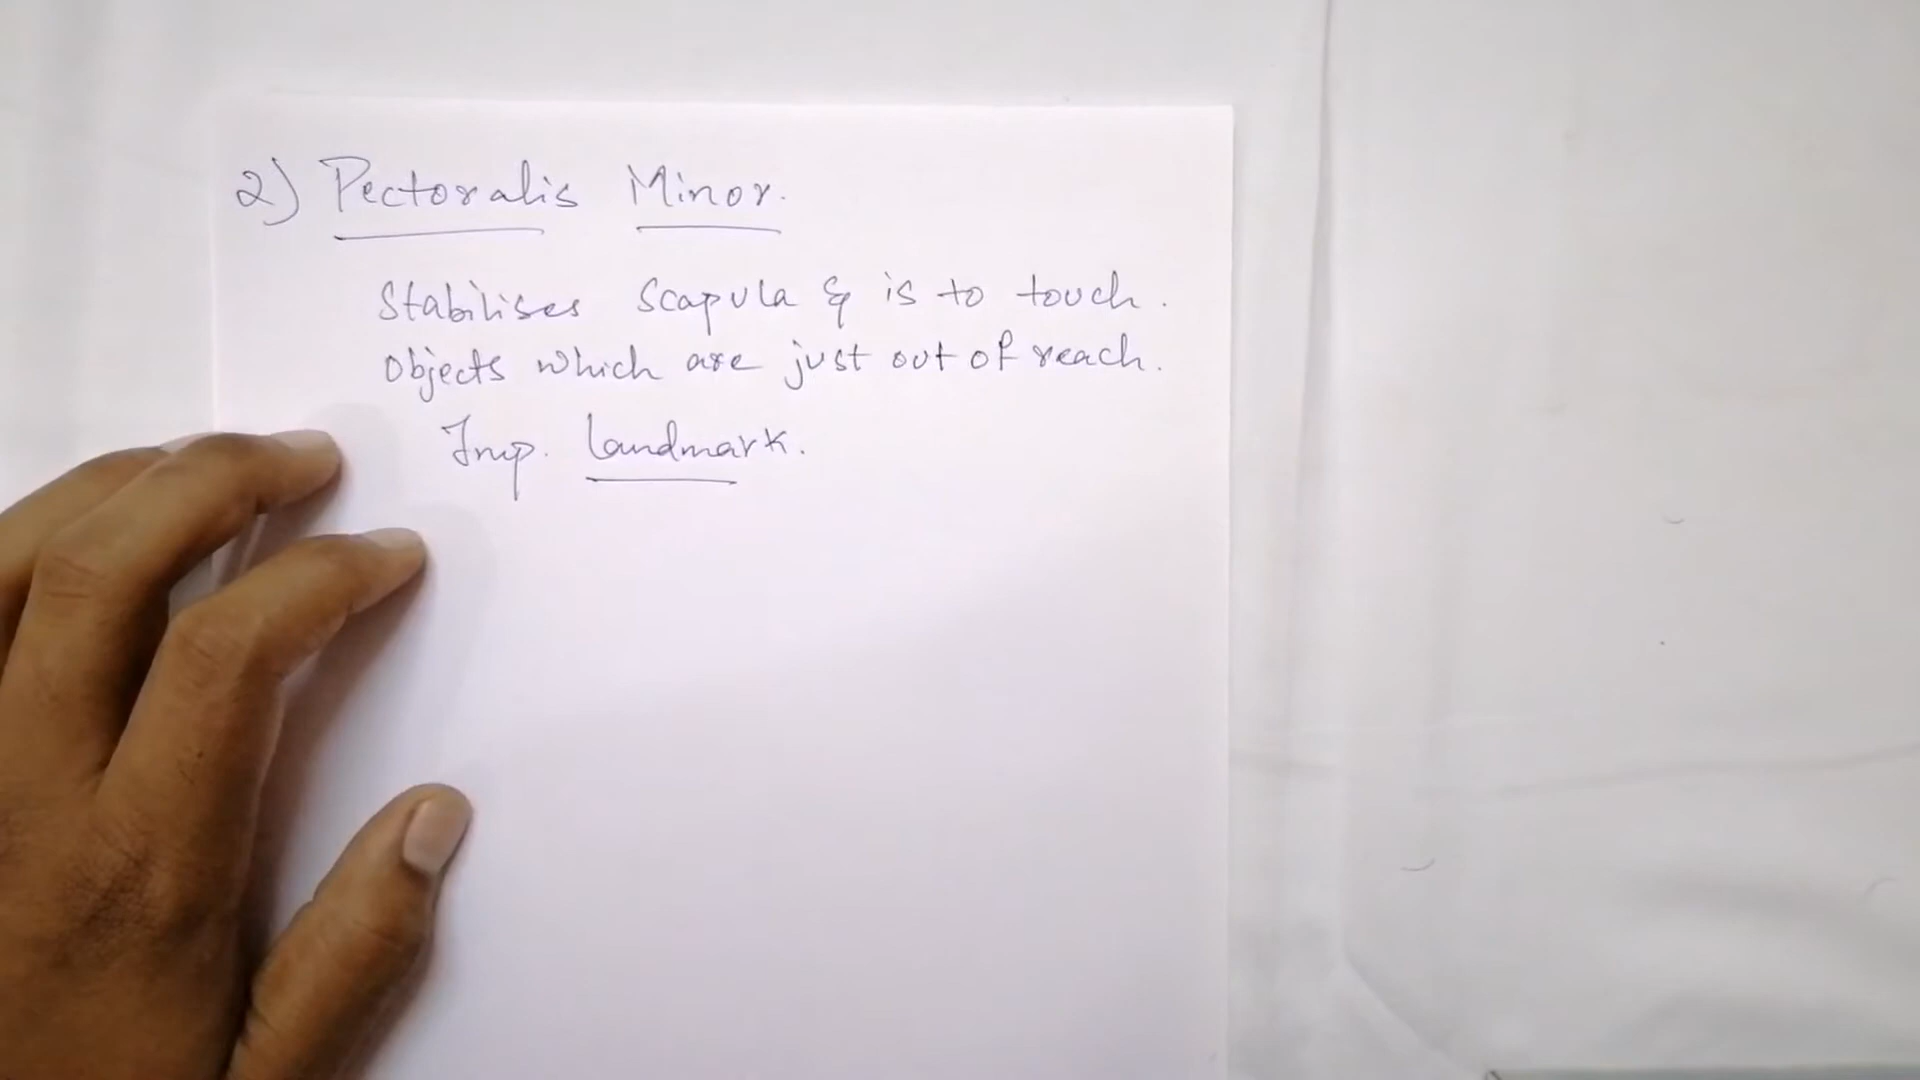 2) Pectoralis Minor.
Stabilises Scapula & is to touch.
Objects which are just out of reach.
Imp. landmark.